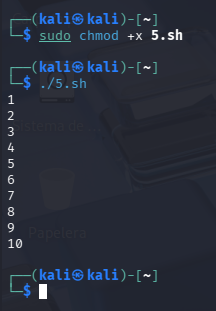 ┌──(kali㉿kali)-[~]
└─$ sudo chmod +x 5.sh
┌──(kali㉿kali)-[~]
└─$ ./5.sh
1
2
3
4
5
6
7
8
9
10
Papelera
┌──(kali㉿kali)-[~]
└─$